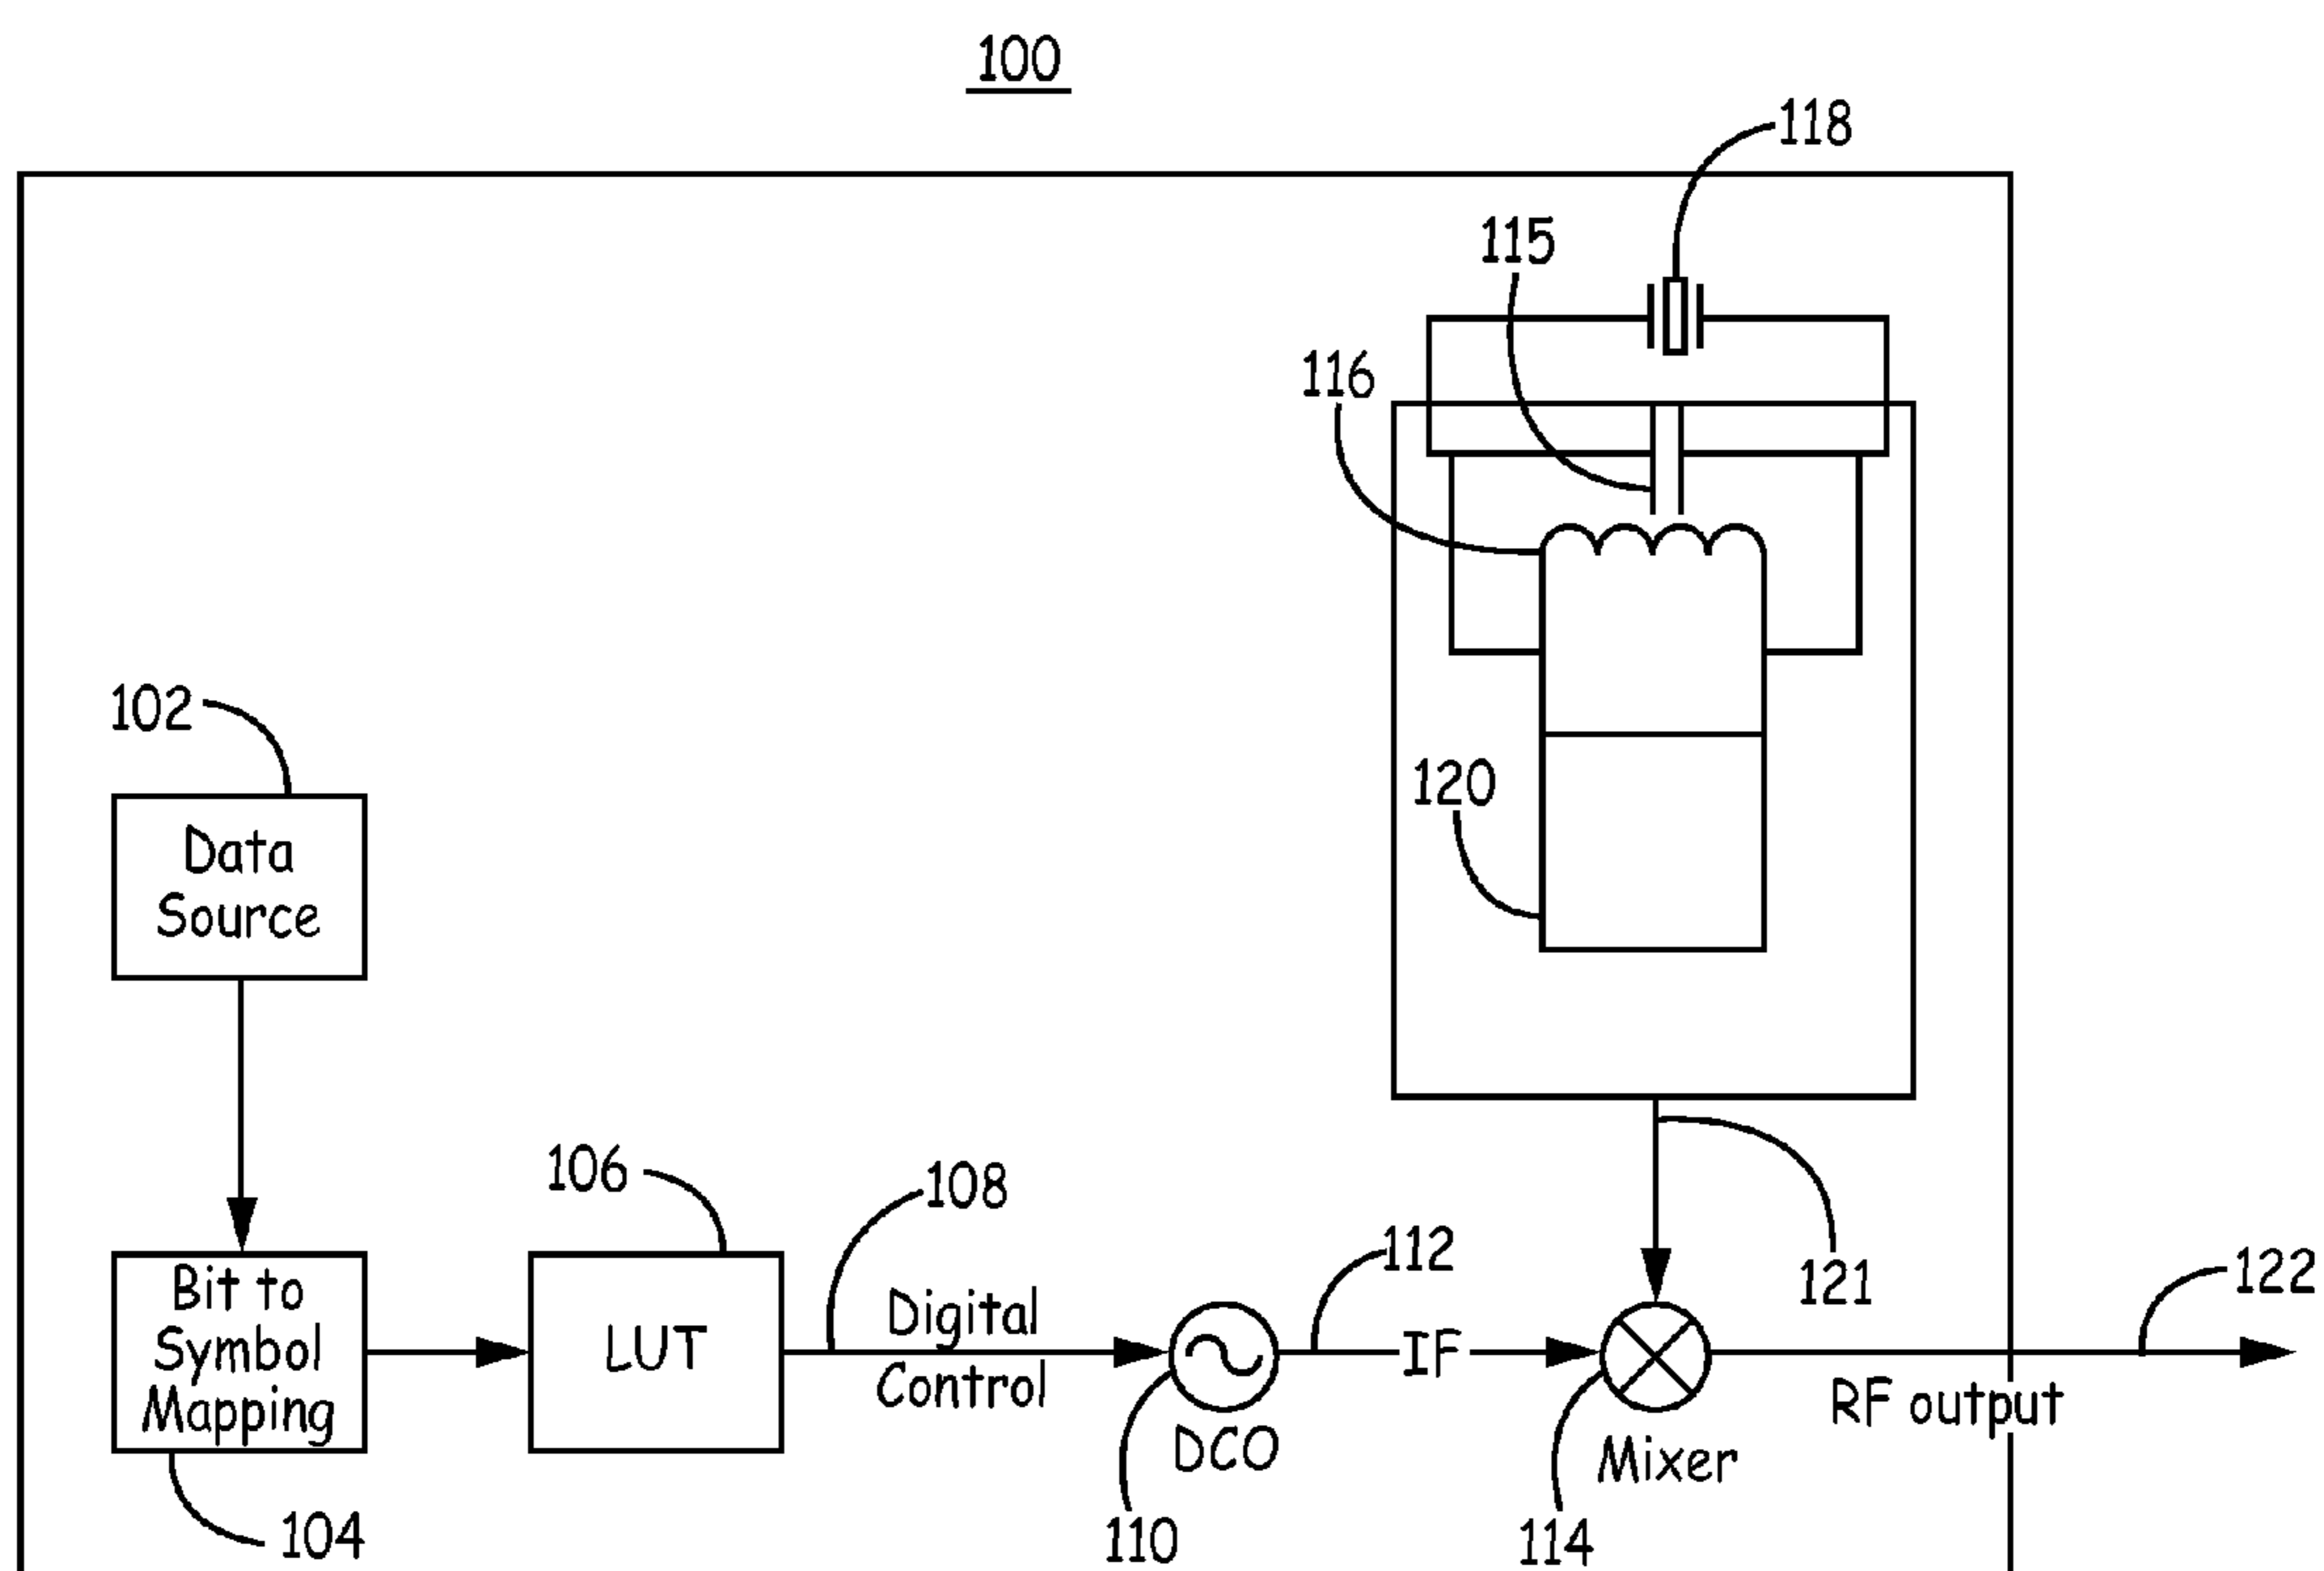 100
118
115
116
102
120
Data
Source
106
108
112
121
122
Bit to
Symbol
Mapping
LUT
Digital
Control
IF
DCO
Mixer
RF output
104
110
114